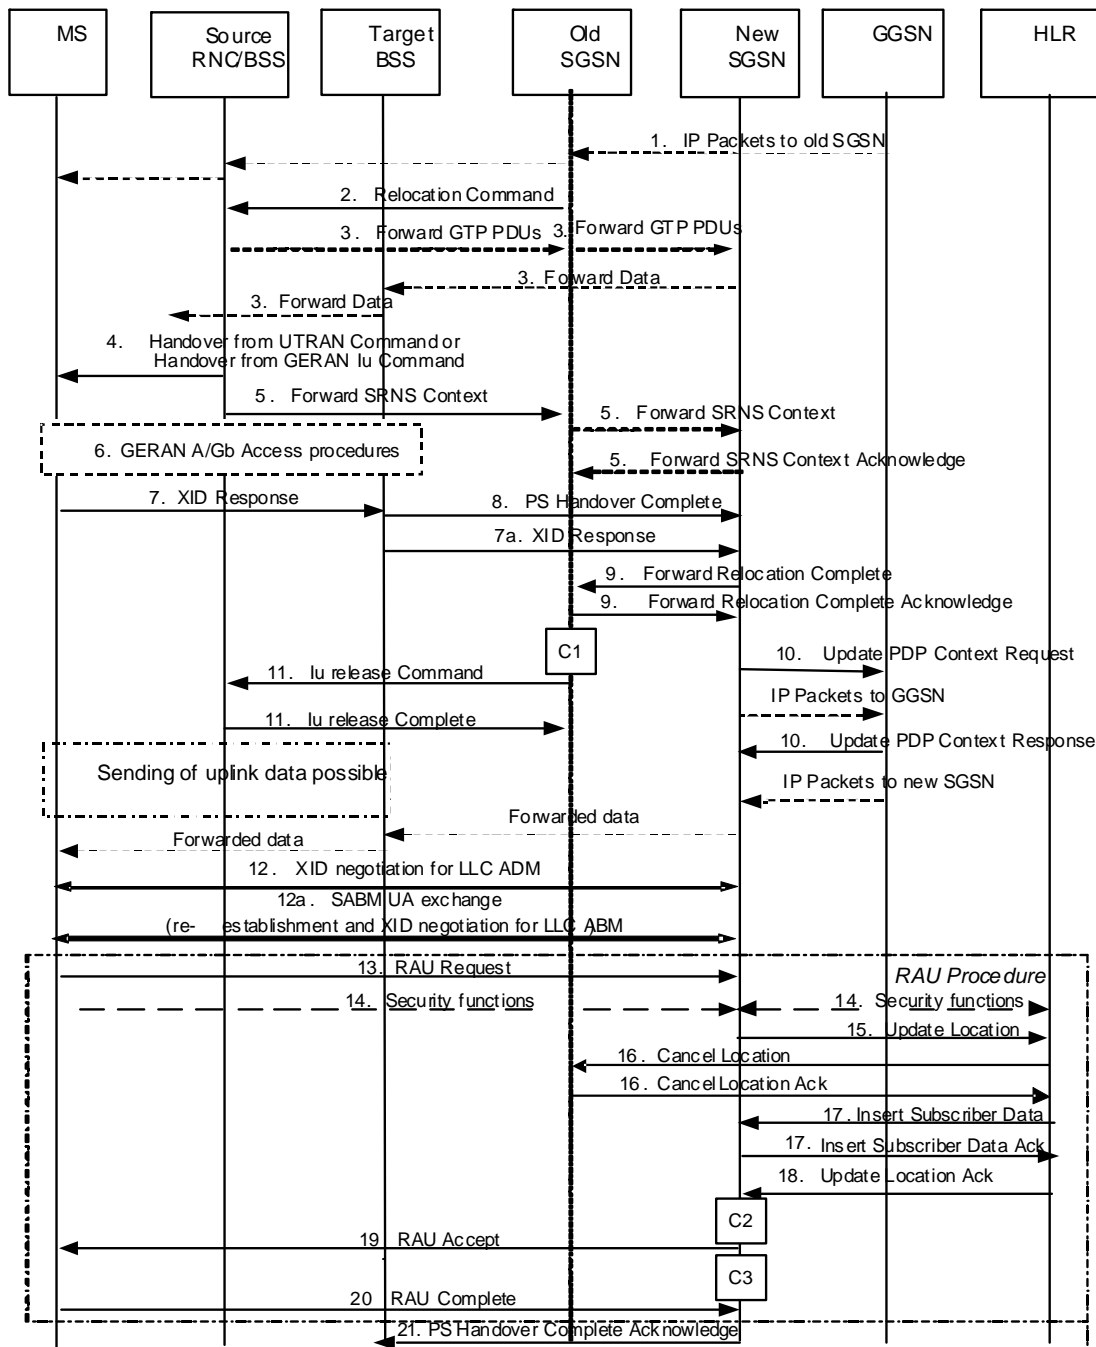 MS
Source
RNC/BSS
Target
BSS
Old
SGSN
New
SGSN
GGSN
HLR
1. IP Packets to old SGSN
2. Relocation Command
3. Forward GTP PDUs
3. Forward GTP PDUs
3. Forward Data
3. Forward Data
4. Handover from UTRAN Command or
Handover from GERAN Iu Command
5. Forward SRNS Context
5. Forward SRNS Context
6. GERAN A/Gb Access procedures
5. Forward SRNS Context Acknowledge
7. XID Response
8. PS Handover Complete
7a. XID Response
9. Forward Relocation Complete
9. Forward Relocation Complete Acknowledge
C1
10. Update PDP Context Request
11. Iu release Command
IP Packets to GGSN
11. Iu release Complete
10. Update PDP Context Response
Sending of uplink data possible
IP Packets to new SGSN
Forwarded data
Forwarded data
12. XID negotiation for LLC ADM
12a. SABM UA exchange
(re- establishment and XID negotiation for LLC ABM
13. RAU Request
RAU Procedure
14. Security functions
14. Security functions
15. Update Location
16. Cancel Location
16. Cancel Location Ack
17. Insert Subscriber Data
17. Insert Subscriber Data Ack
18. Update Location Ack
C2
19 RAU Accept
C3
20 RAU Complete
21. PS Handover Complete Acknowledge